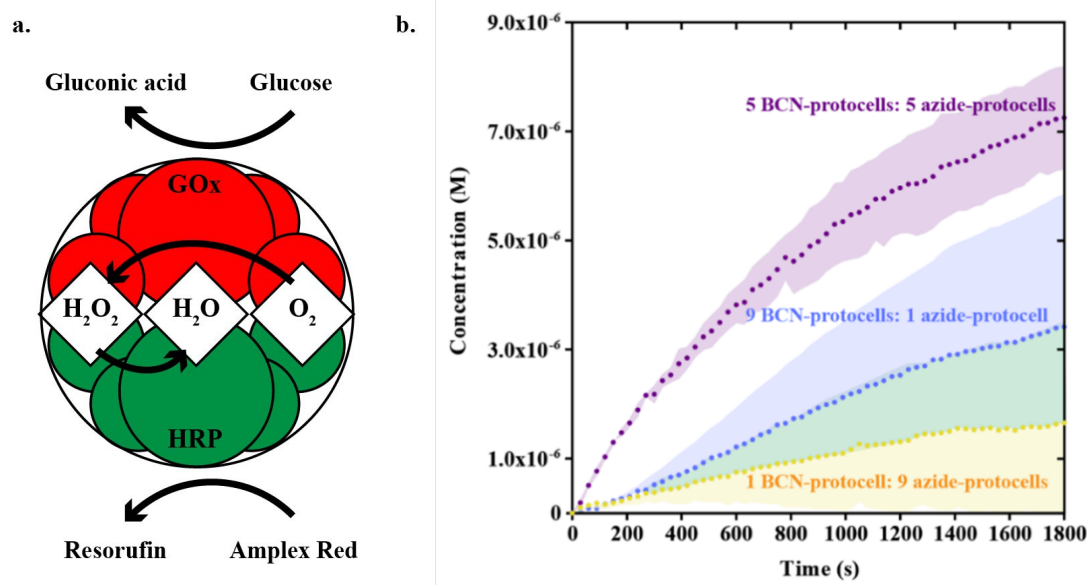 a.
Gluconic acid Glucose
GOx
H₂O₂ H₂O O₂
HRP
Resorufin Amplex Red
b.
Concentration (M)
9.0x10⁻⁶
7.0x10⁻⁶
5.0x10⁻⁶
3.0x10⁻⁶
1.0x10⁻⁶
0
5 BCN-protocells: 5 azide-protocells
9 BCN-protocells: 1 azide-protocell
1 BCN-protocell: 9 azide-protocells
0 200 400 600 800 1000 1200 1400 1600 1800
Time (s)